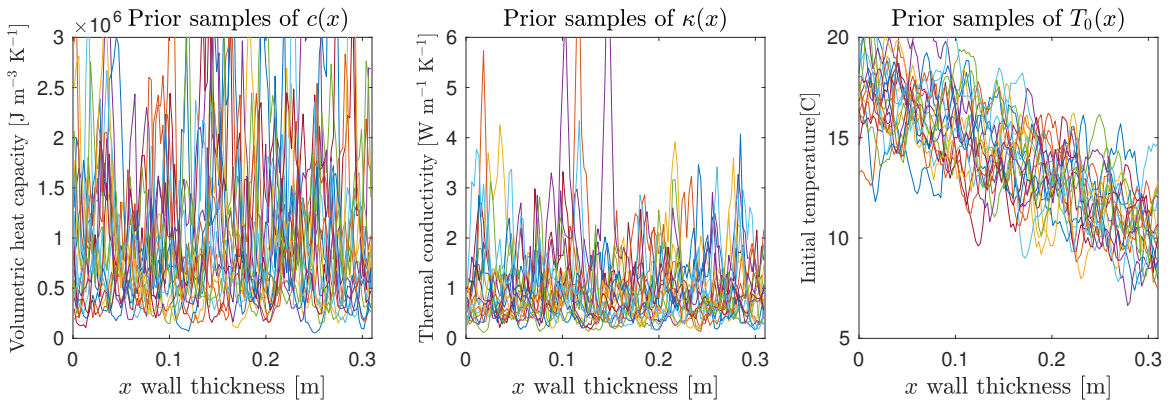 Prior samples of c(x)
×10⁶
Volumetric heat capacity [J m⁻³ K⁻¹]
3
2.5
2
1.5
1
0.5
0
0 0.1 0.2 0.3
x wall thickness [m]
Prior samples of κ(x)
Thermal conductivity [W m⁻¹ K⁻¹]
6
5
4
3
2
1
0
0 0.1 0.2 0.3
x wall thickness [m]
Prior samples of T₀(x)
Initial temperature[C]
20
15
10
5
0 0.1 0.2 0.3
x wall thickness [m]